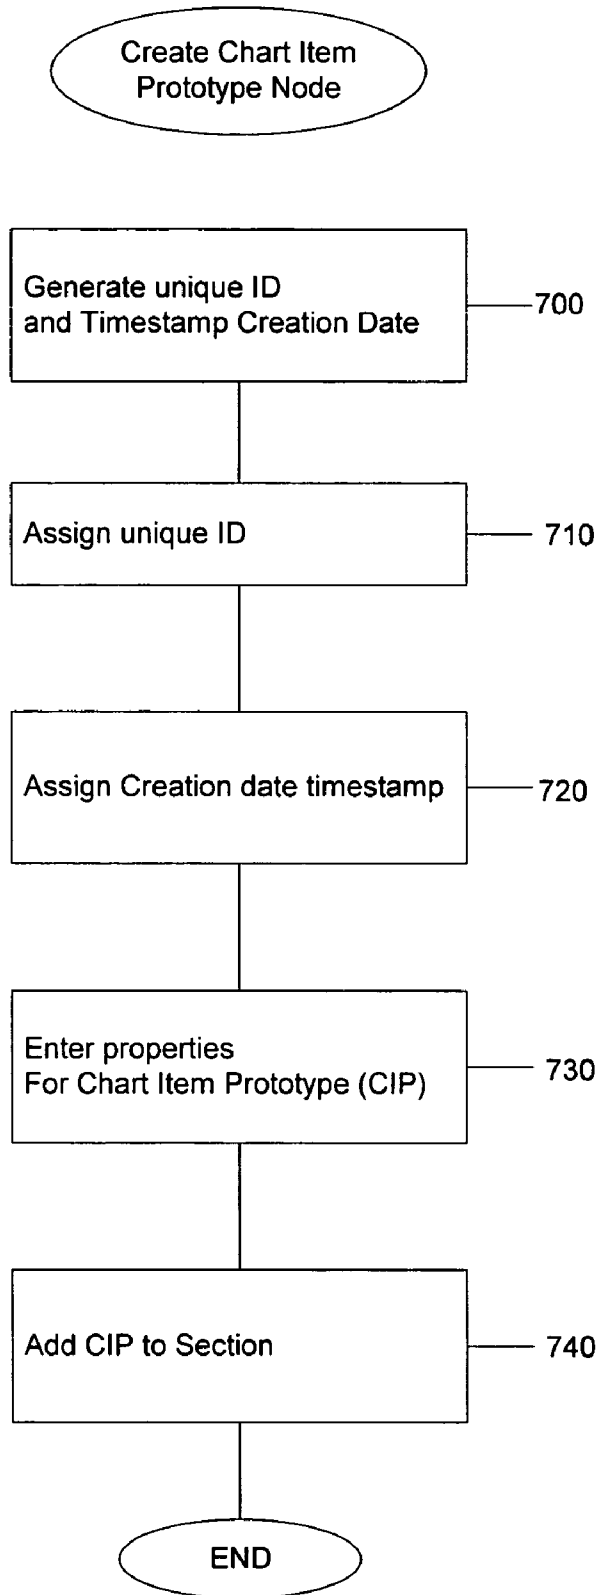 Create Chart Item
Prototype Node
Generate unique ID
and Timestamp Creation Date
700
Assign unique ID
710
Assign Creation date timestamp
720
Enter properties
For Chart Item Prototype (CIP)
730
Add CIP to Section
740
END